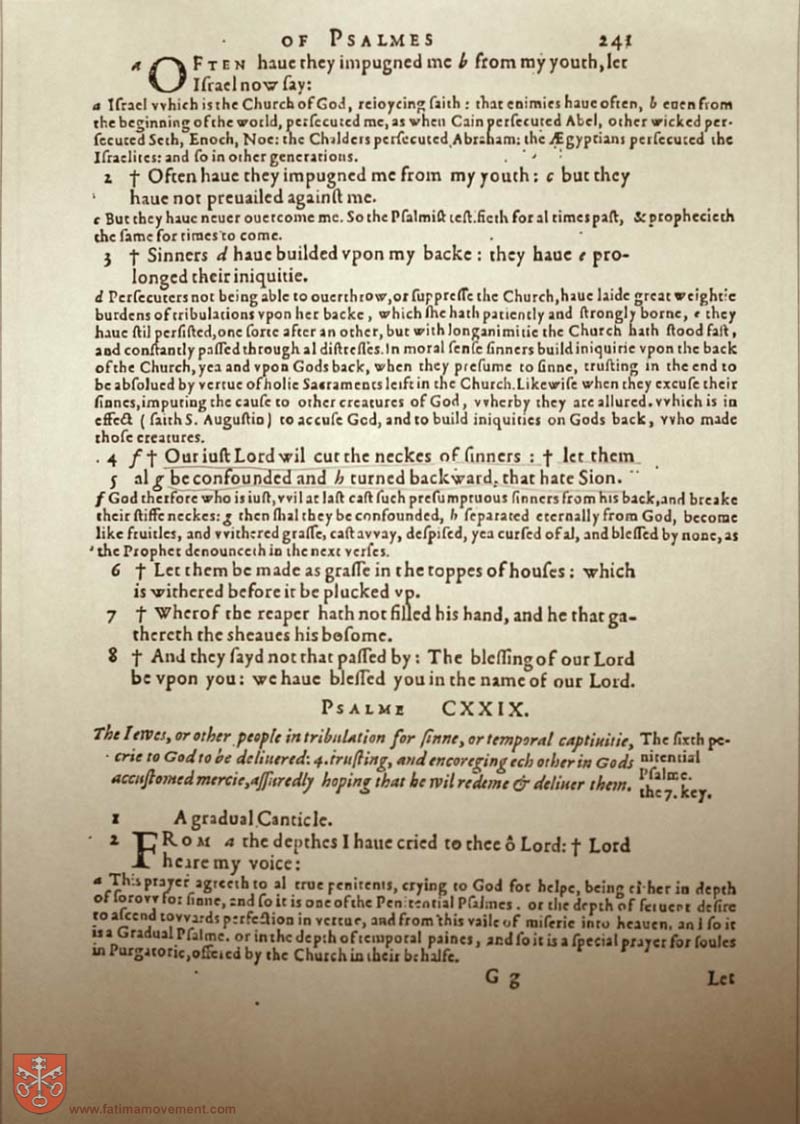 OF PSALMES 241
a OFTEN haue they impugned me b from my youth, let
Iſrael now ſay:
a Iſrael vvhich is the Church of God, reioycing ſaith: that enimies haue often, b euen from
the beginning of the world, perſecuted me, as when Cain perſecuted Abel, other wicked per-
ſecuted Seth, Enoch, Noe: the Chalders perſecuted Abraham: the Ægyptians perſecuted the
Iſraelites: and ſo in other generations.
2 † Often haue they impugned me from my youth: c but they
haue not preuailed againſt me.
c But they haue neuer ouercome me. So the Pſalmiſt teſtifieth for al times paſt, & prophecieth
the ſame for times to come.
3 † Sinners d haue builded vpon my backe: they haue e pro-
longed their iniquitie.
d Perſecuters not being able to ouerthrow, or ſuppreſſe the Church, haue laide great weightie
burdens of tribulations vpon her backe, which ſhe hath patiently and ſtrongly borne, e they
haue ſtil perſiſted, one ſorte after an other, but with longanimitie the Church hath ſtood faſt,
and conſtantly paſſed through al diſtreſſes. In moral ſenſe ſinners build iniquitie vpon the back
of the Church, yea and vpon Gods back, when they preſume to ſinne, truſting in the end to
be abſolued by vertue of holie Sacraments leift in the Church. Likewiſe when they excuſe their
ſinnes, imputing the cauſe to other creatures of God, vvherby they are allured. vvhich is in
effect (ſaith S. Auguſtin) to accuſe God, and to build iniquities on Gods back, vvho made
thoſe creatures.
4 f † Our iuſt Lord wil cut the neckes of ſinners: † let them
5 al g be confounded and h turned backward, that hate Sion.
f God therfore who is iuſt, vvil at laſt caſt ſuch preſumptuous ſinners from his back, and breake
their ſtiffe neckes: g then ſhal they be confounded, h ſeparated eternally from God, become
like fruitles, and vvithered graſſe, caſt avvay, deſpiſed, yea curſed of al, and bleſſed by none, as
the Prophet denounceth in the next verſes.
6 † Let them be made as graſſe in the toppes of houſes: which
is withered before it be plucked vp.
7 † Wherof the reaper hath not filled his hand, and he that ga-
thereth the sheaues his boſome.
8 † And they ſayd not that paſſed by: The bleſſing of our Lord
be vpon you: we haue bleſſed you in the name of our Lord.
PSALME CXXIX.
The Iewes, or other people in tribulation for ſinne, or temporal captiuitie,
crie to God to be deliuered: 4. truſting, and encoreging ech other in Gods
accuſtomed mercie, aſſuredly hoping that he wil redeme & deliuer them.
The ſixth pe-
nitential
Pſalme.
the 7. key.
1 A gradual Canticle.
2 FROM a the depthes I haue cried to thee ô Lord: † Lord
heare my voice:
a This prayer agreeth to al true penitents, crying to God for helpe, being either in depth
of ſorovv for ſinne, and ſo it is one of the Penitential Pſalmes. or the depth of feruent deſire
to aſcend tovvards perfection in vertue, and from this vaile of miſerie into heauen, and ſo it
is a Gradual Pſalme. or in the depth of temporal paines, and ſo it is a ſpecial prayer for ſoules
in Purgatorie, offered by the Church in their behalfe.
G g Let
www.fatimamovement.com